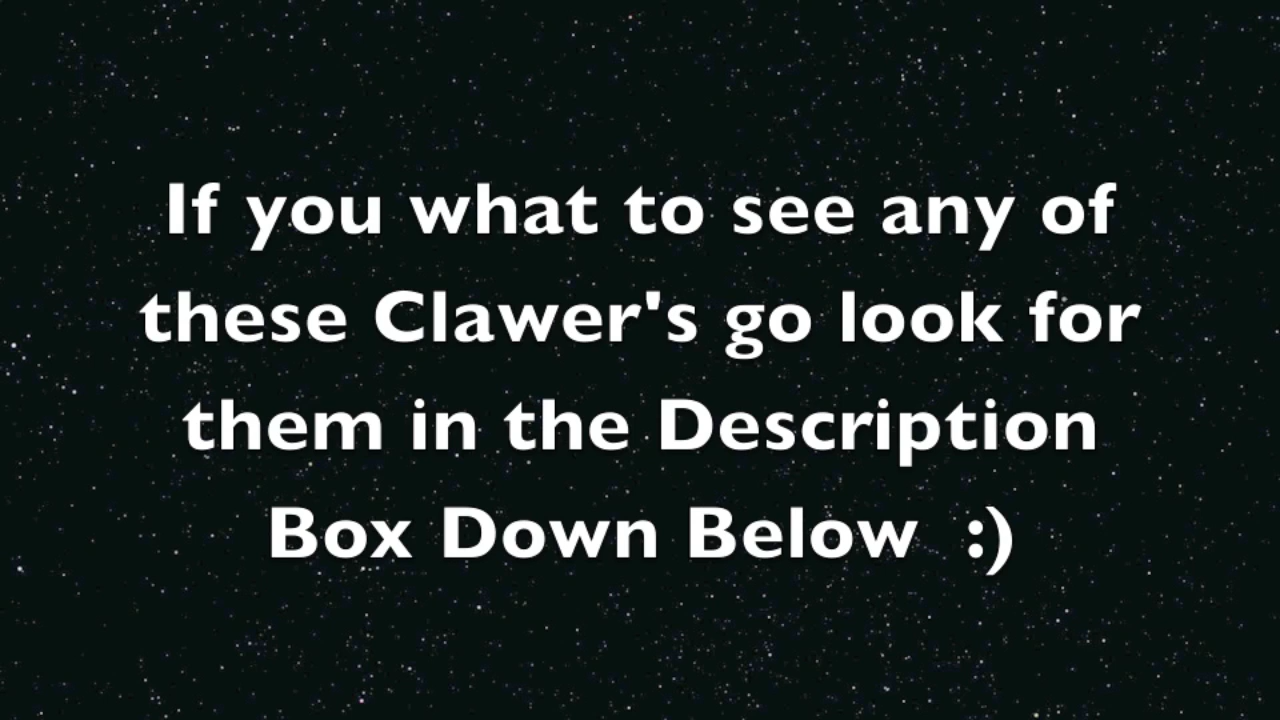 If you what to see any of
these Clawer's go look for
them in the Description
Box Down Below :)